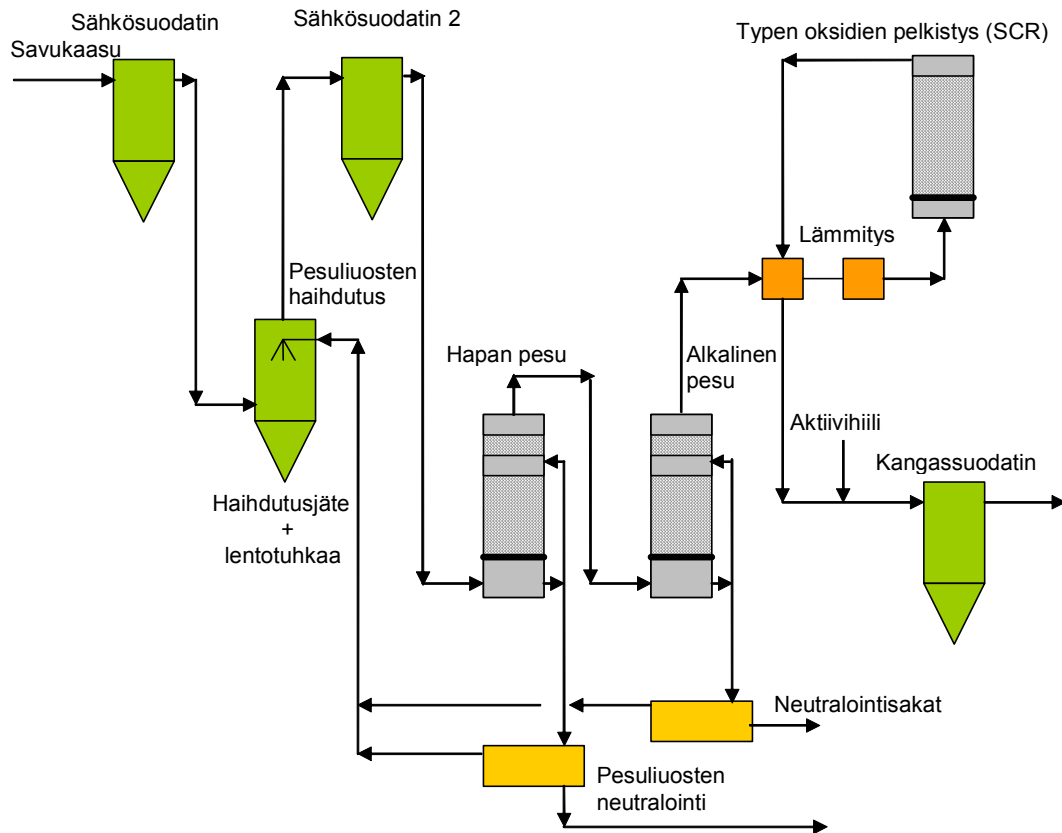 Sähkösuodatin
Savukaasu
Sähkösuodatin 2
Typen oksidien pelkistys (SCR)
Lämmitys
Pesuliuosten
haihdutus
Hapan pesu
Alkalinen
pesu
Aktiivihiili
Kangassuodatin
Haihdutusjäte
+
lentotuhkaa
Neutralointisakat
Pesuliuosten
neutralointi